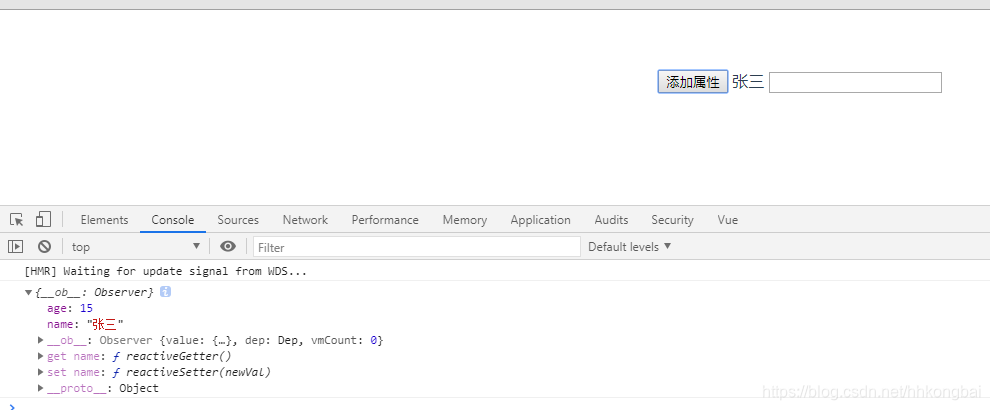 添加属性 张三
Elements Console Sources Network Performance Memory Application Audits Security Vue
top ▼ Filter Default levels ▼
[HMR] Waiting for update signal from WDS...
▼{__ob__: Observer} i
age: 15
name: "张三"
▶__ob__: Observer {value: {…}, dep: Dep, vmCount: 0}
▶get name: ƒ reactiveGetter()
▶set name: ƒ reactiveSetter(newVal)
▶__proto__: Object
https://blog.csdn.net/hhkongbai